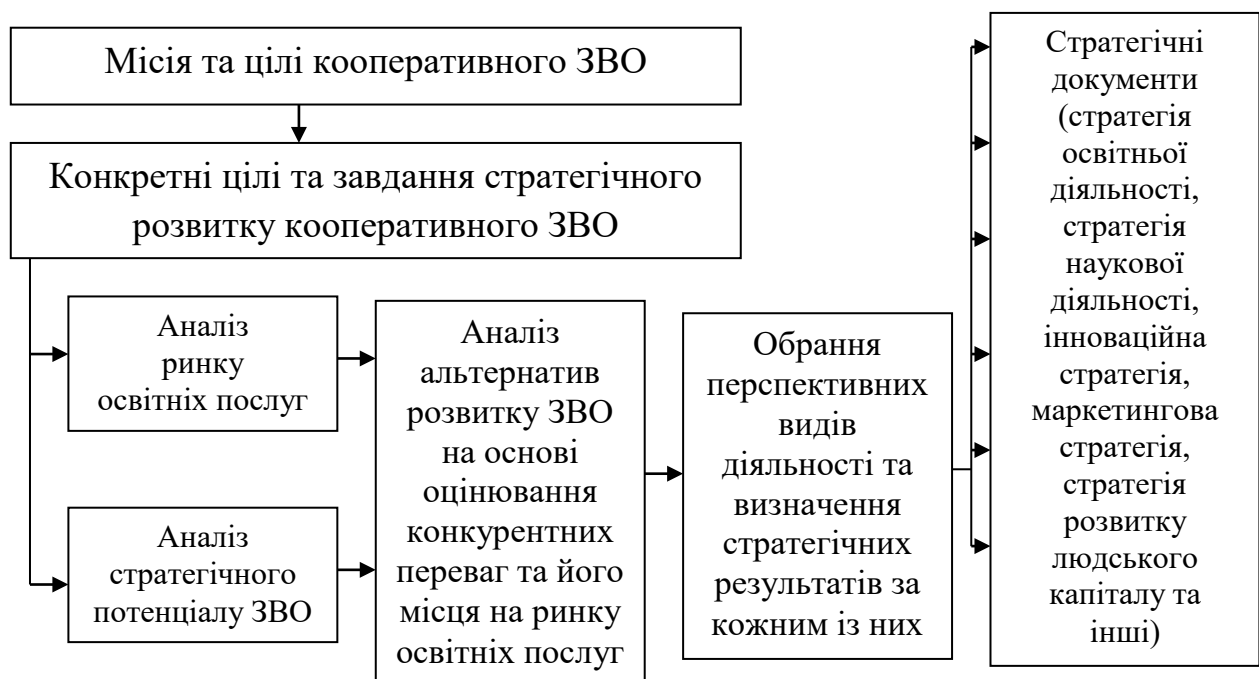 Місія та цілі кооперативного ЗВО
Конкретні цілі та завдання стратегічного
розвитку кооперативного ЗВО
Аналіз
ринку
освітніх послуг
Аналіз
стратегічного
потенціалу ЗВО
Аналіз
альтернатив
розвитку ЗВО
на основі
оцінювання
конкурентних
переваг та його
місця на ринку
освітніх послуг
Обрання
перспективних
видів
діяльності та
визначення
стратегічних
результатів за
кожним із них
Стратегічні
документи
(стратегія
освітньої
діяльності,
стратегія
наукової
діяльності,
інноваційна
стратегія,
маркетингова
стратегія,
стратегія
розвитку
людського
капіталу та
інші)